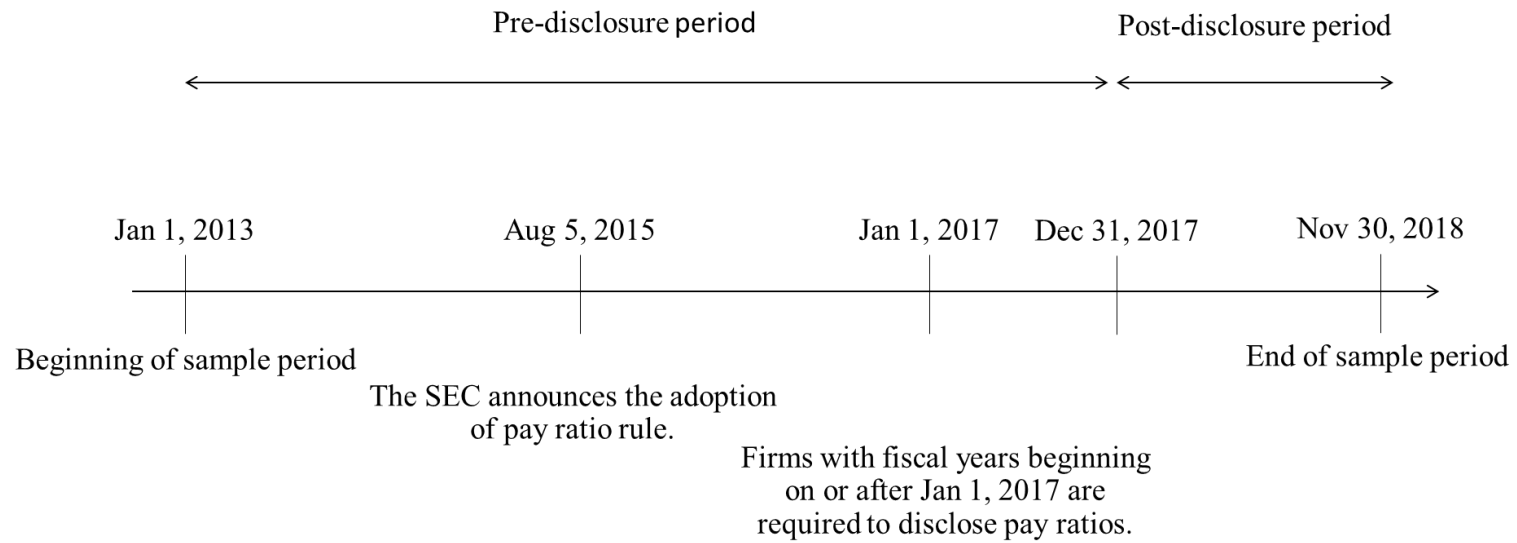 Pre-disclosure period
Post-disclosure period
Jan 1, 2013
Aug 5, 2015
Jan 1, 2017
Dec 31, 2017
Nov 30, 2018
Beginning of sample period
End of sample period
The SEC announces the adoption
of pay ratio rule.
Firms with fiscal years beginning
on or after Jan 1, 2017 are
required to disclose pay ratios.